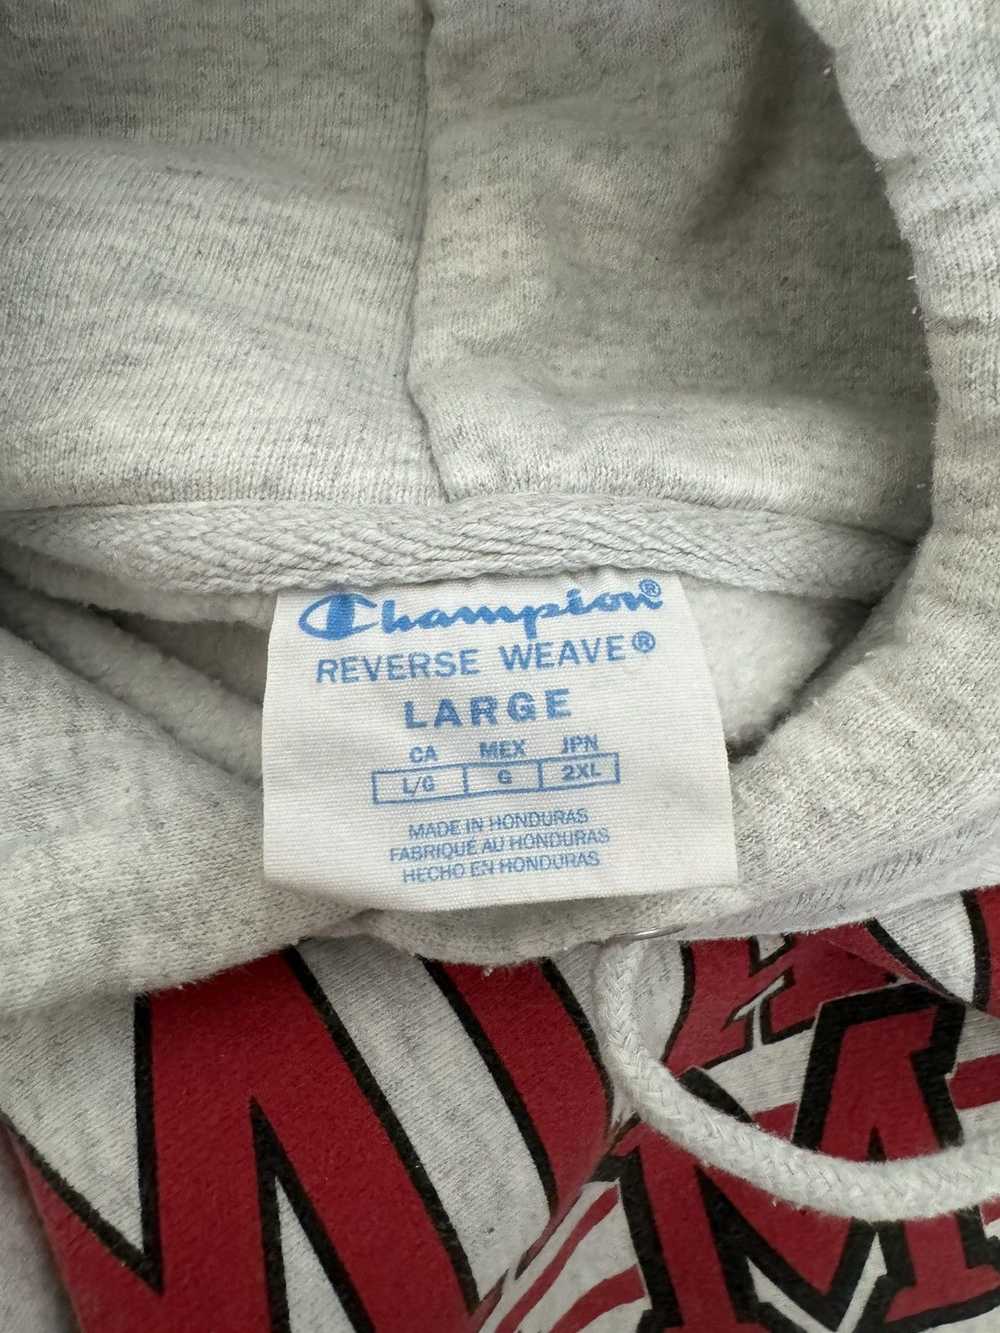 Champion®
REVERSE WEAVE®
LARGE
CA MEX JPN
L/G G 2XL
MADE IN HONDURAS
FABRIQUÉ AU HONDURAS
HECHO EN HONDURAS